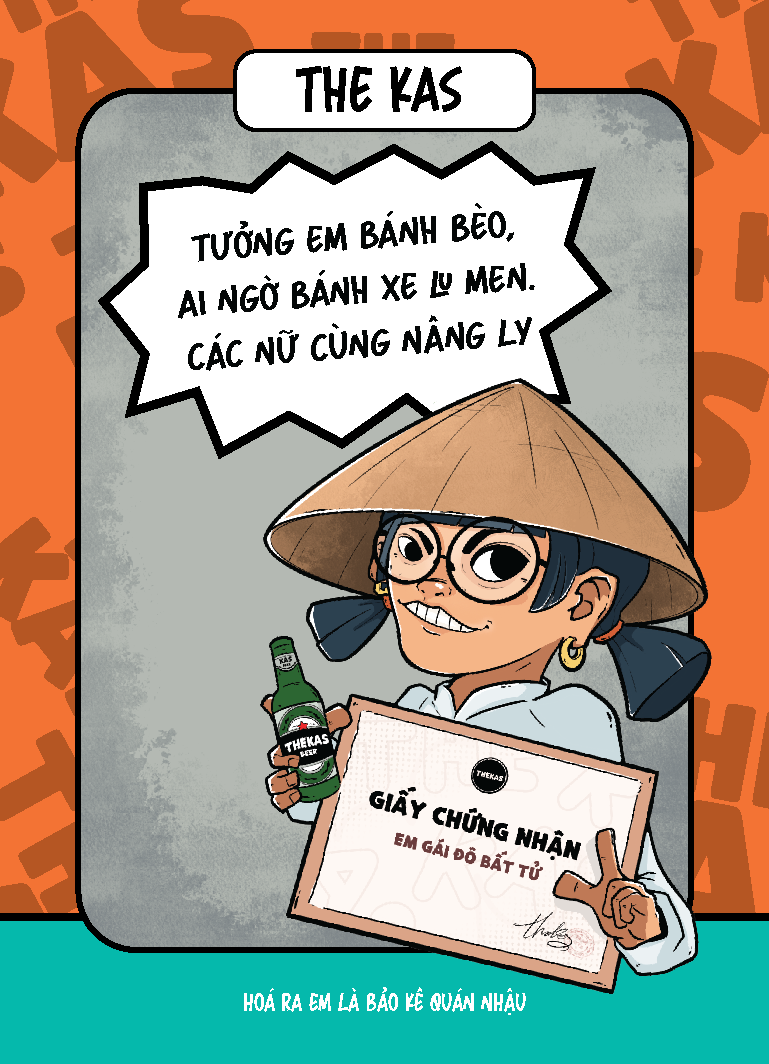 THE KAS
TƯỞNG EM BÁNH BÈO,
AI NGỜ BÁNH XE LU MEN.
CÁC NỮ CÙNG NÂNG LY
KAS
THEKAS
BEER
THEKAS
GIẤY CHỨNG NHẬN
EM GÁI ĐÔ BẤT TỬ
thekas
HOÁ RA EM LÀ BẢO KÊ QUÁN NHẬU